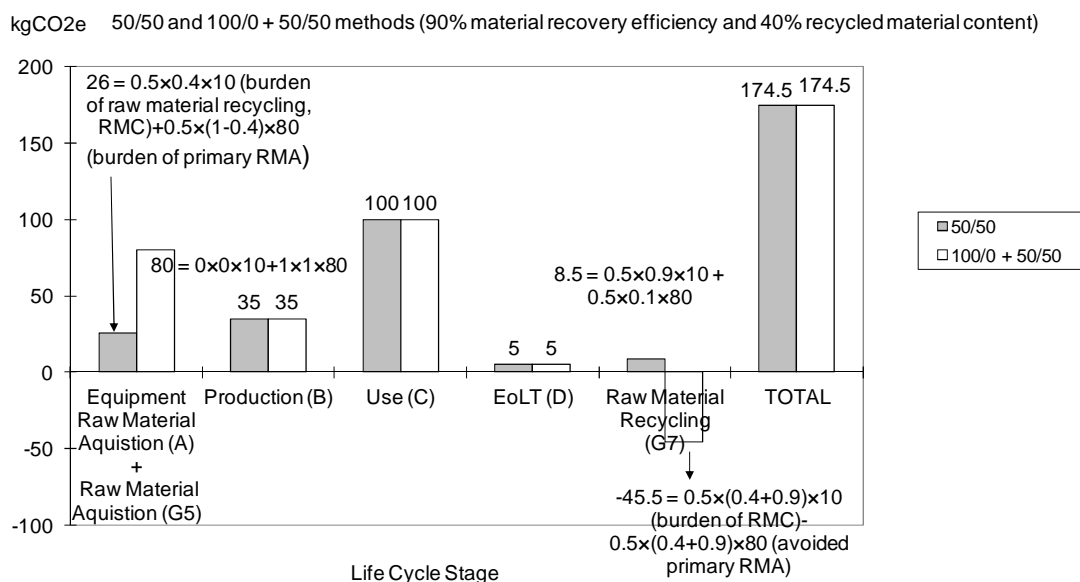 kgCO2e 50/50 and 100/0 + 50/50 methods (90% material recovery efficiency and 40% recycled material content)
200
150
100
50
0
-50
-100
26 = 0.5×0.4×10 (burden
of raw material recycling,
RMC)+0.5×(1-0.4)×80
(burden of primary RMA)
80 = 0×0×10+1×1×80
35 35
100 100
5 5
8.5 = 0.5×0.9×10 +
0.5×0.1×80
174.5 174.5
Equipment
Raw Material
Aquistion (A)
+
Raw Material
Aquistion (G5)
Production (B)
Use (C)
EoLT (D)
Raw Material
Recycling
(G7)
TOTAL
-45.5 = 0.5×(0.4+0.9)×10
(burden of RMC)-
0.5×(0.4+0.9)×80 (avoided
primary RMA)
Life Cycle Stage
50/50
100/0 + 50/50